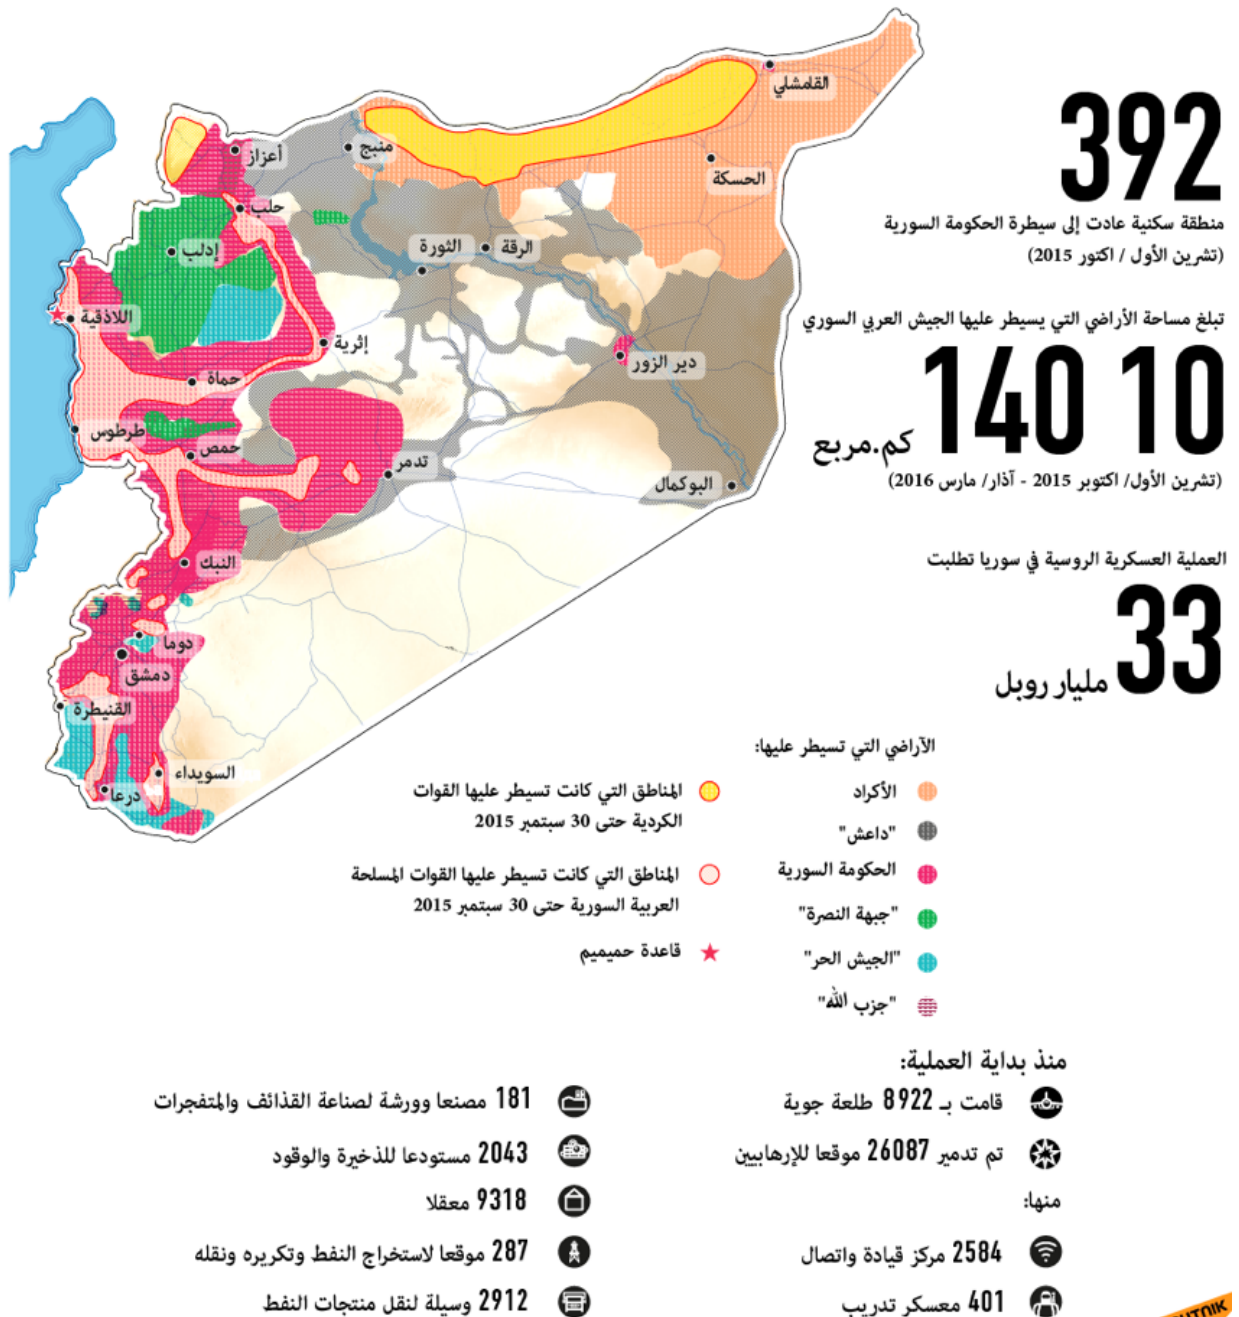 القامشلي
أعزاز
منبج
الحسكة
حلب
إدلب
الثورة
الرقة
اللاذقية
إثرية
دير الزور
حماة
طرطوس
حمص
تدمر
البوكمال
النبك
دوما
دمشق
القنيطرة
السويداء
درعا
392
منطقة سكنية عادت إلى سيطرة الحكومة السورية
(تشرين الأول / اكتور 2015)
تبلغ مساحة الأراضي التي يسيطر عليها الجيش العربي السوري
10 140 كم.مربع
(تشرين الأول/ اكتوبر 2015 - آذار/ مارس 2016)
العملية العسكرية الروسية في سوريا تطلبت
33 مليار روبل
الآراضي التي تسيطر عليها:
الأكراد
"داعش"
الحكومة السورية
"جبهة النصرة"
"الجيش الحر"
"جزب الله"
المناطق التي كانت تسيطر عليها القوات
الكردية حتى 30 سبتمبر 2015
المناطق التي كانت تسيطر عليها القوات المسلحة
العربية السورية حتى 30 سبتمبر 2015
قاعدة حميميم
منذ بداية العملية:
قامت بـ 8922 طلعة جوية
تم تدمير 26087 موقعا للإرهابيين
منها:
2584 مركز قيادة واتصال
401 معسكر تدريب
181 مصنعا وورشة لصناعة القذائف والمتفجرات
2043 مستودعا للذخيرة والوقود
9318 معقلا
287 موقعا لاستخراج النفط وتكريره ونقله
2912 وسيلة لنقل منتجات النفط